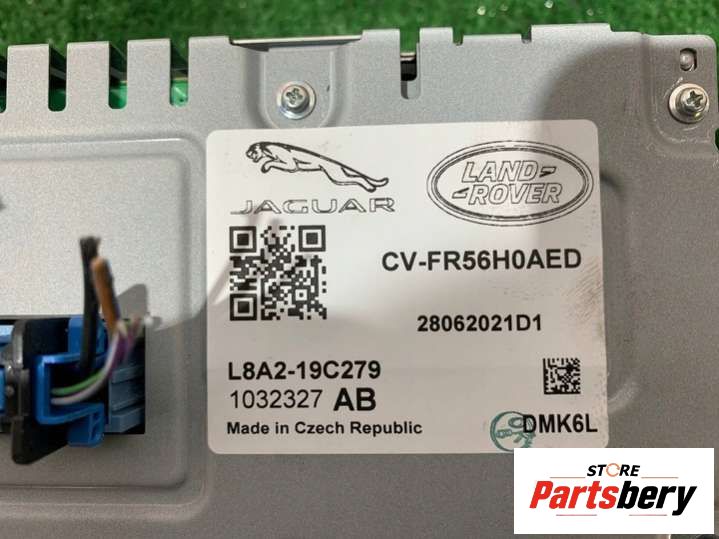 JAGUAR
LAND
ROVER
CV-FR56H0AED
28062021D1
L8A2-19C279
1032327 AB
Made in Czech Republic
DMK6L
STORE
Partsbery